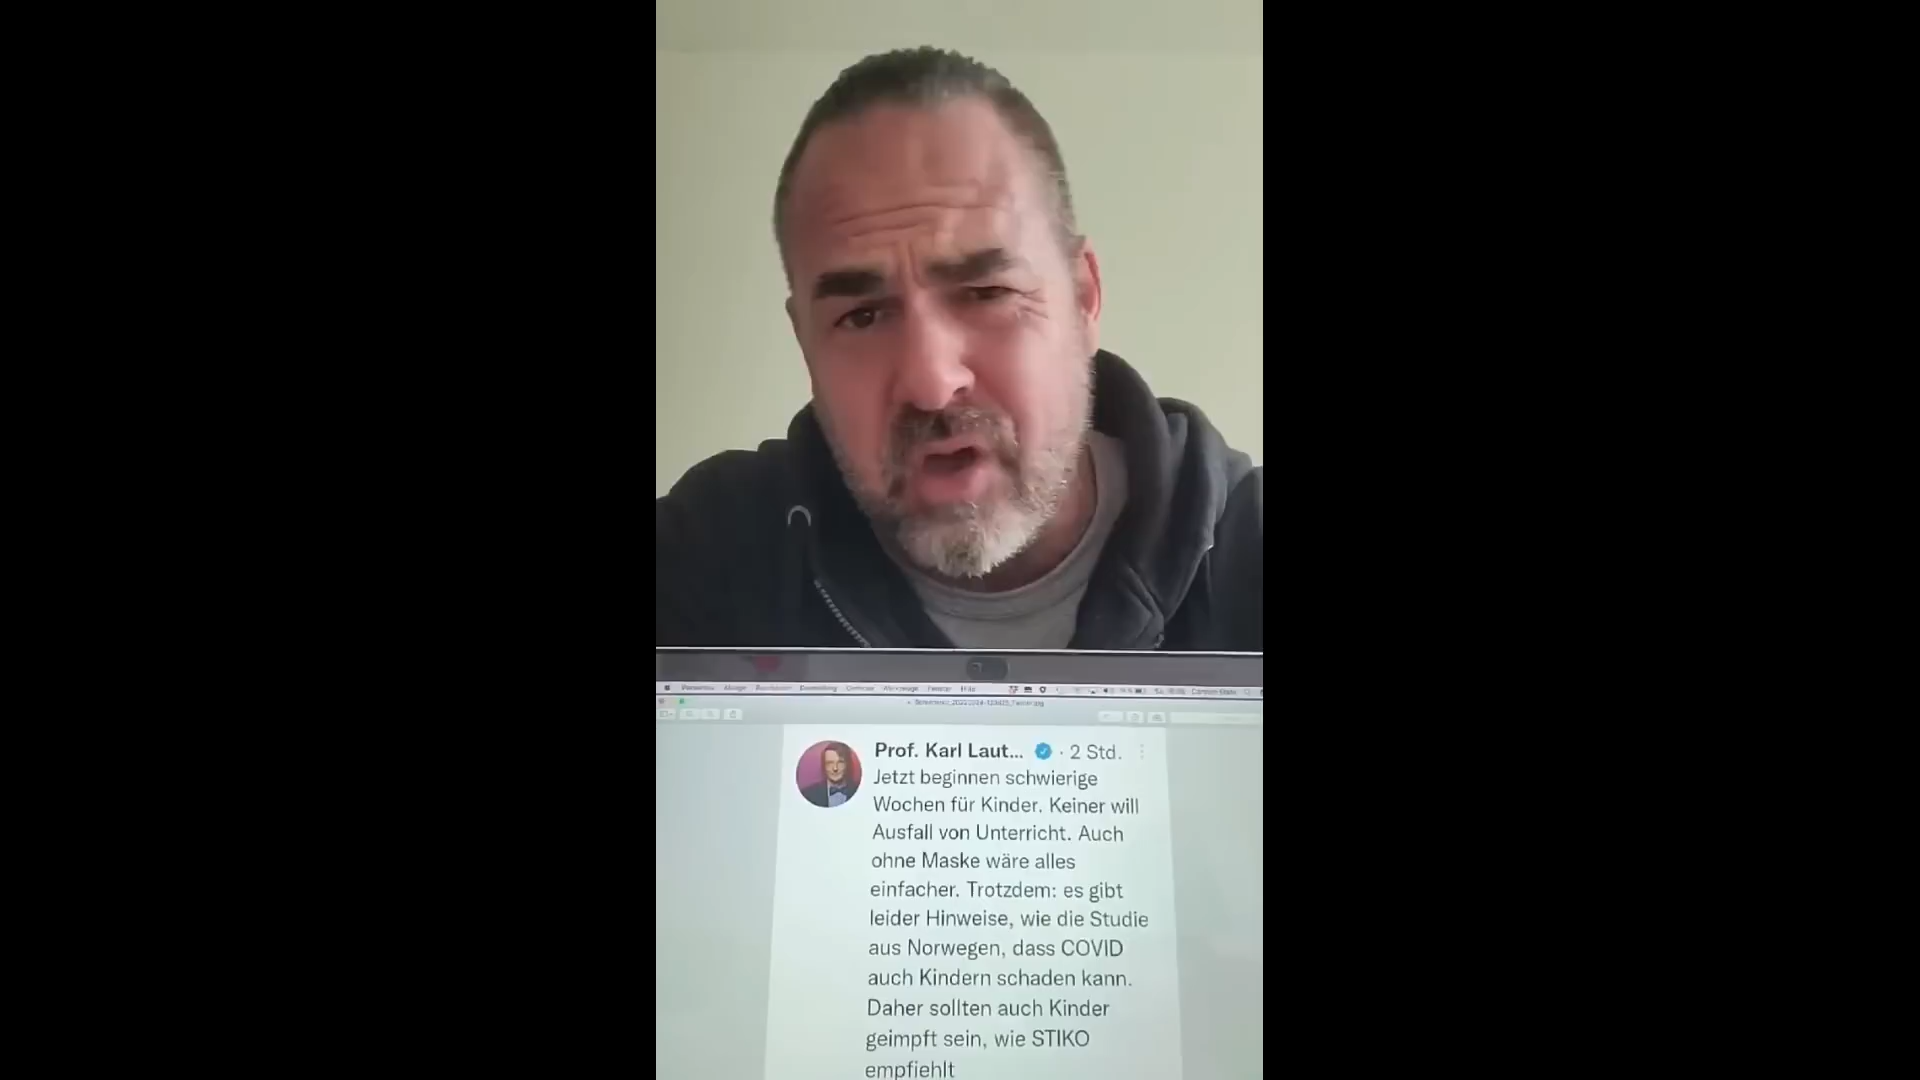 Prof. Karl Laut... · 2 Std.
Jetzt beginnen schwierige
Wochen für Kinder. Keiner will
Ausfall von Unterricht. Auch
ohne Maske wäre alles
einfacher. Trotzdem: es gibt
leider Hinweise, wie die Studie
aus Norwegen, dass COVID
auch Kindern schaden kann.
Daher sollten auch Kinder
geimpft sein, wie STIKO
empfiehlt